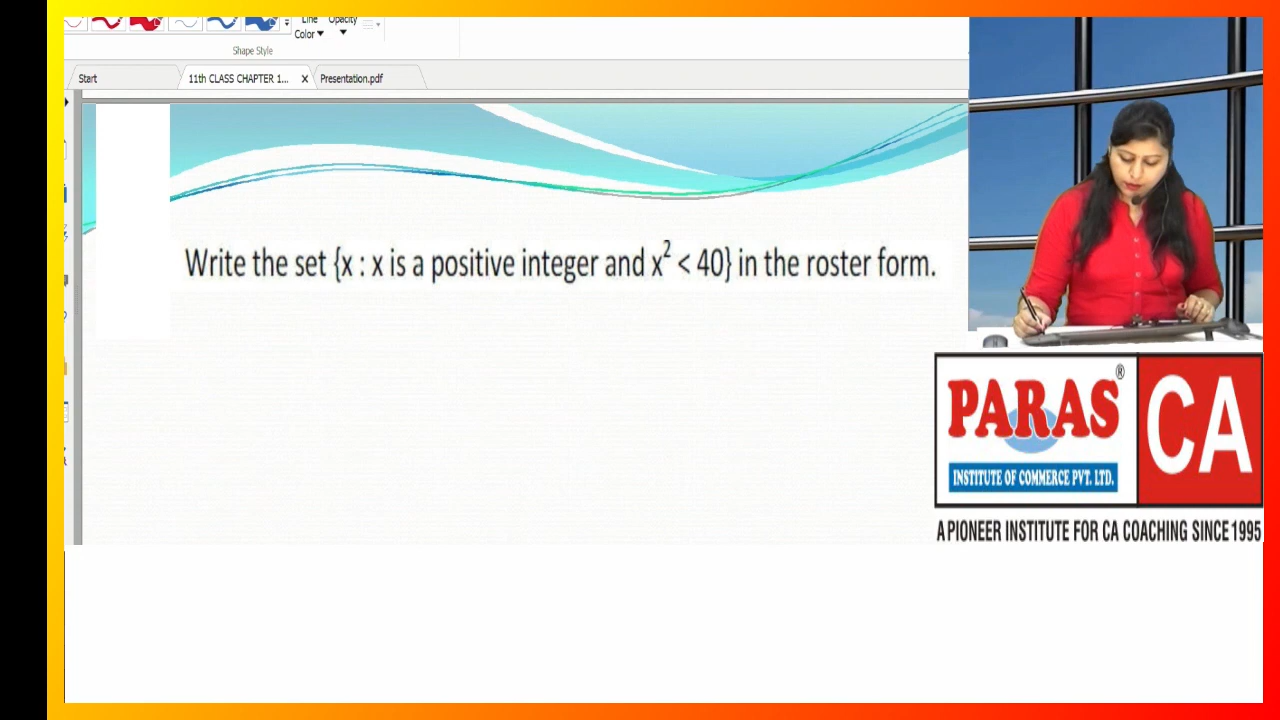 Line
Color
Opacity
Shape Style
Start
11th CLASS CHAPTER 1...
Presentation.pdf
Write the set {x : x is a positive integer and x² < 40} in the roster form.
PARAS®
INSTITUTE OF COMMERCE PVT. LTD.
CA
A PIONEER INSTITUTE FOR CA COACHING SINCE 1995